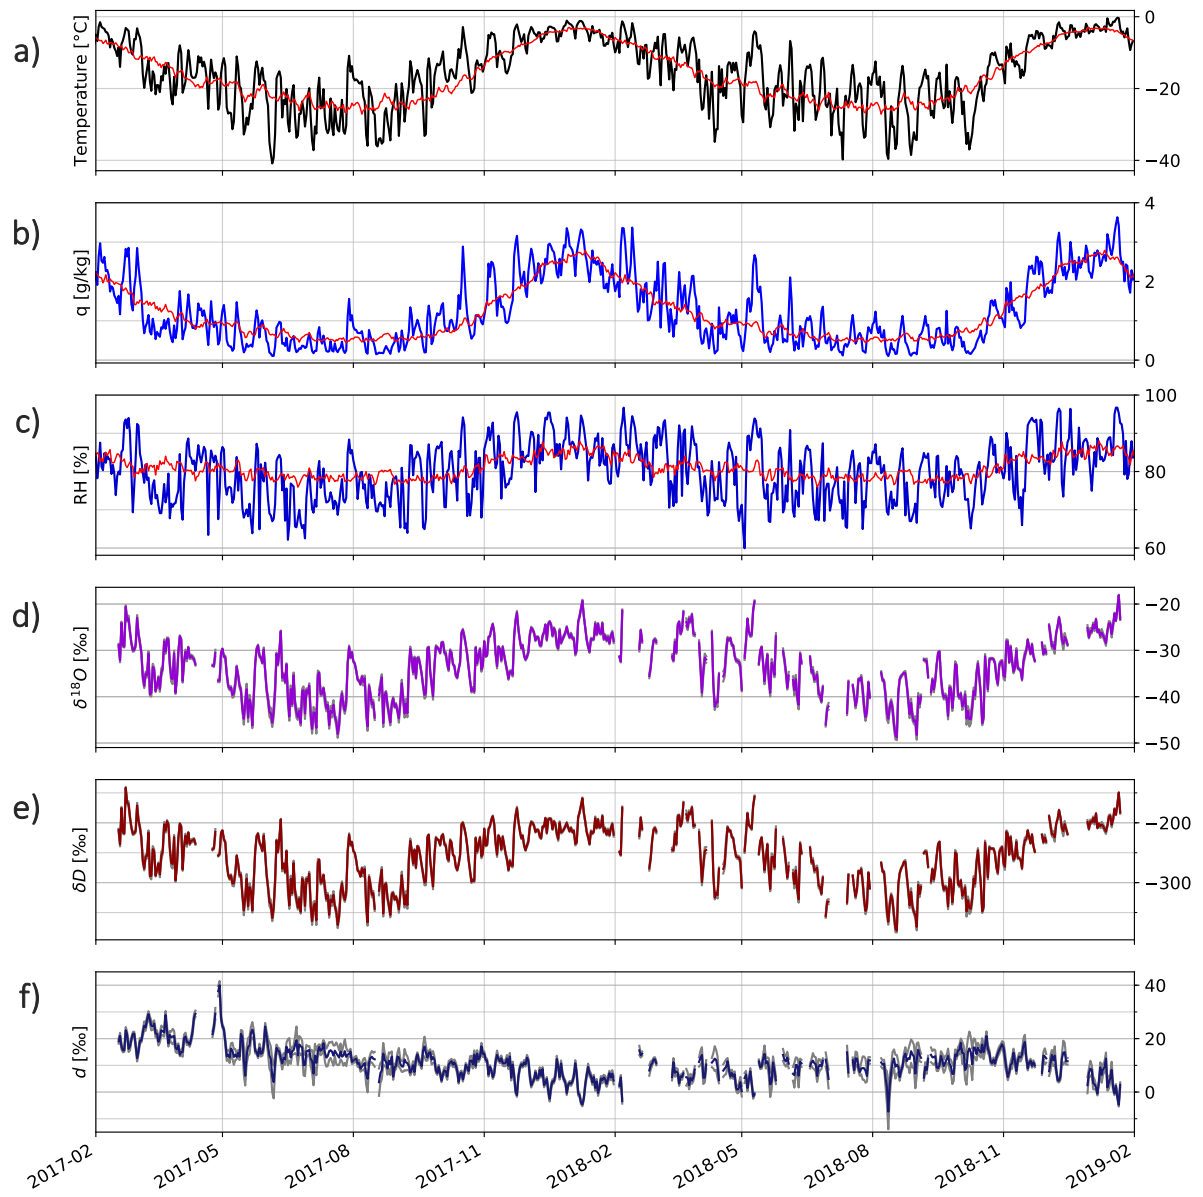 a)
Temperature [°C]
0
−20
−40
b)
q [g/kg]
4
2
0
c)
RH [%]
100
80
60
d)
δ¹⁸O [‰]
−20
−30
−40
−50
e)
δD [‰]
−200
−300
f)
d [‰]
40
20
0
2017-02
2017-05
2017-08
2017-11
2018-02
2018-05
2018-08
2018-11
2019-02